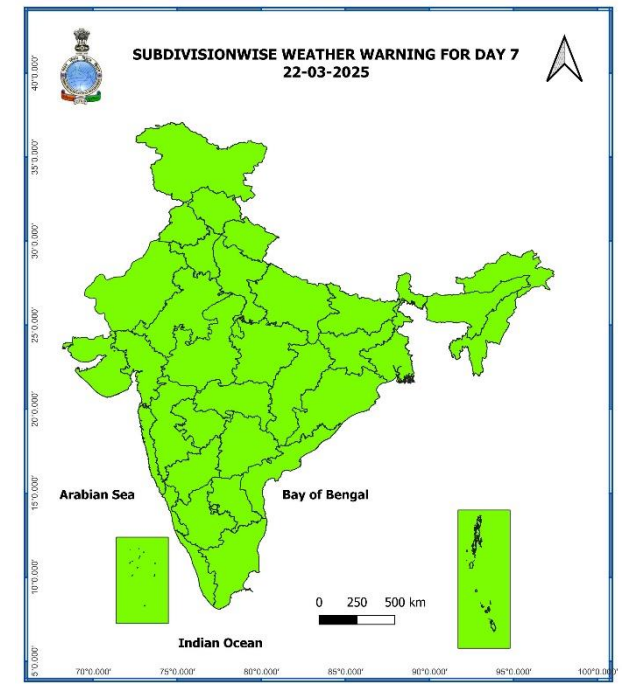 SUBDIVISIONWISE WEATHER WARNING FOR DAY 7
22-03-2025
40°0.000'
35°0.000'
30°0.000'
25°0.000'
20°0.000'
15°0.000'
10°0.000'
5°0.000'
Arabian Sea
Bay of Bengal
0 250 500 km
Indian Ocean
70°0.000' 75°0.000' 80°0.000' 85°0.000' 90°0.000' 95°0.000' 100°0.000'